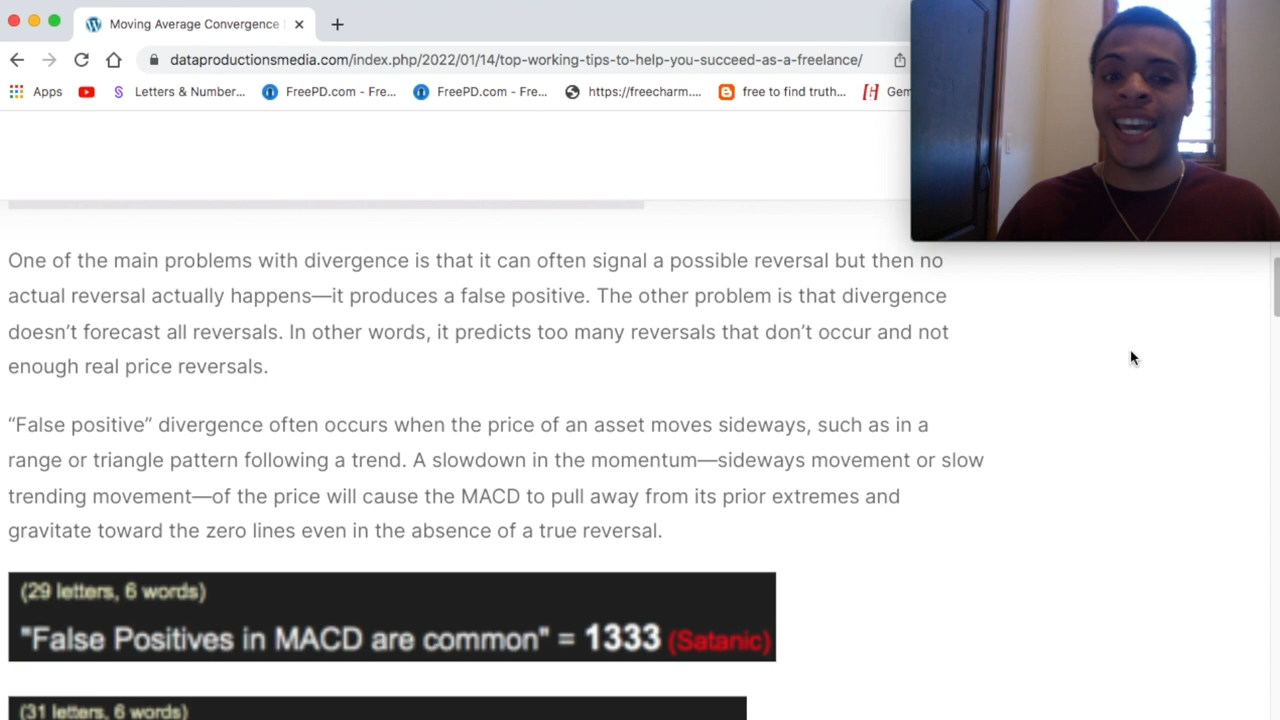 Moving Average Convergence
dataproductionsmedia.com/index.php/2022/01/14/top-working-tips-to-help-you-succeed-as-a-freelance/
Apps
Letters & Number...
FreePD.com - Fre...
FreePD.com - Fre...
https://freecharm....
free to find truth...
Gem
One of the main problems with divergence is that it can often signal a possible reversal but then no
actual reversal actually happens—it produces a false positive. The other problem is that divergence
doesn’t forecast all reversals. In other words, it predicts too many reversals that don’t occur and not
enough real price reversals.
“False positive” divergence often occurs when the price of an asset moves sideways, such as in a
range or triangle pattern following a trend. A slowdown in the momentum—sideways movement or slow
trending movement—of the price will cause the MACD to pull away from its prior extremes and
gravitate toward the zero lines even in the absence of a true reversal.
(29 letters, 6 words)
"False Positives in MACD are common" = 1333 (Satanic)
(31 letters, 6 words)